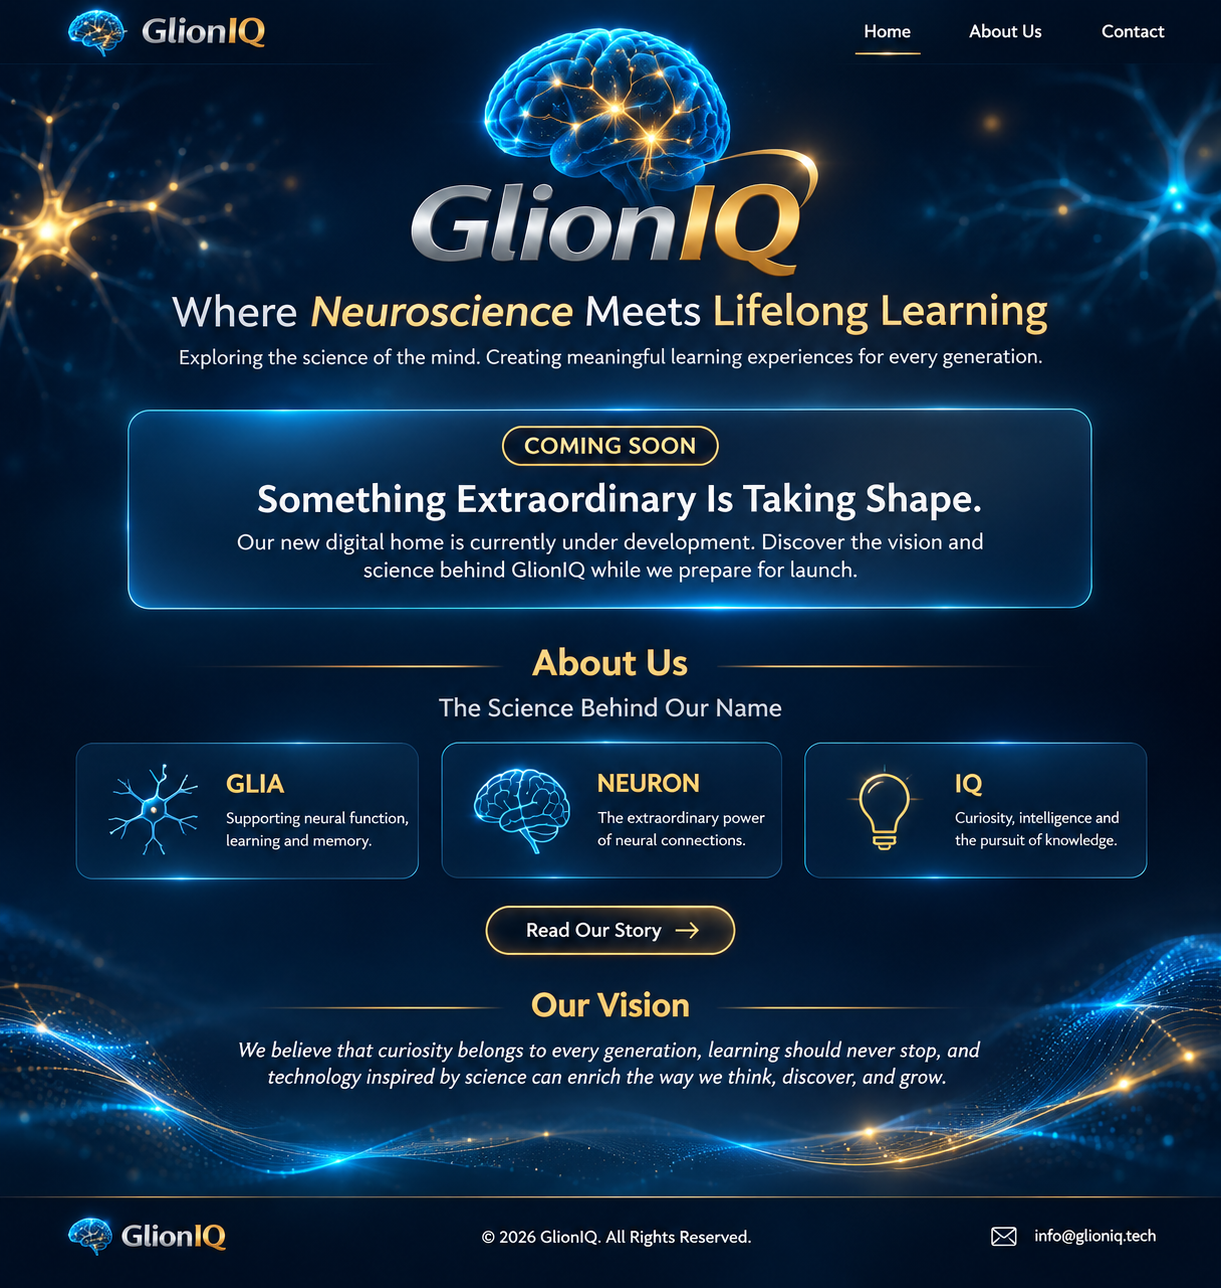 GlionIQ
Home
About Us
Contact
GlionIQ
Where Neuroscience Meets Lifelong Learning
Exploring the science of the mind. Creating meaningful learning experiences for every generation.
COMING SOON
Something Extraordinary Is Taking Shape.
Our new digital home is currently under development. Discover the vision and
science behind GlionIQ while we prepare for launch.
About Us
The Science Behind Our Name
GLIA
Supporting neural function,
learning and memory.
NEURON
The extraordinary power
of neural connections.
IQ
Curiosity, intelligence and
the pursuit of knowledge.
Read Our Story →
Our Vision
We believe that curiosity belongs to every generation, learning should never stop, and
technology inspired by science can enrich the way we think, discover, and grow.
GlionIQ
© 2026 GlionIQ. All Rights Reserved.
info@glioniq.tech